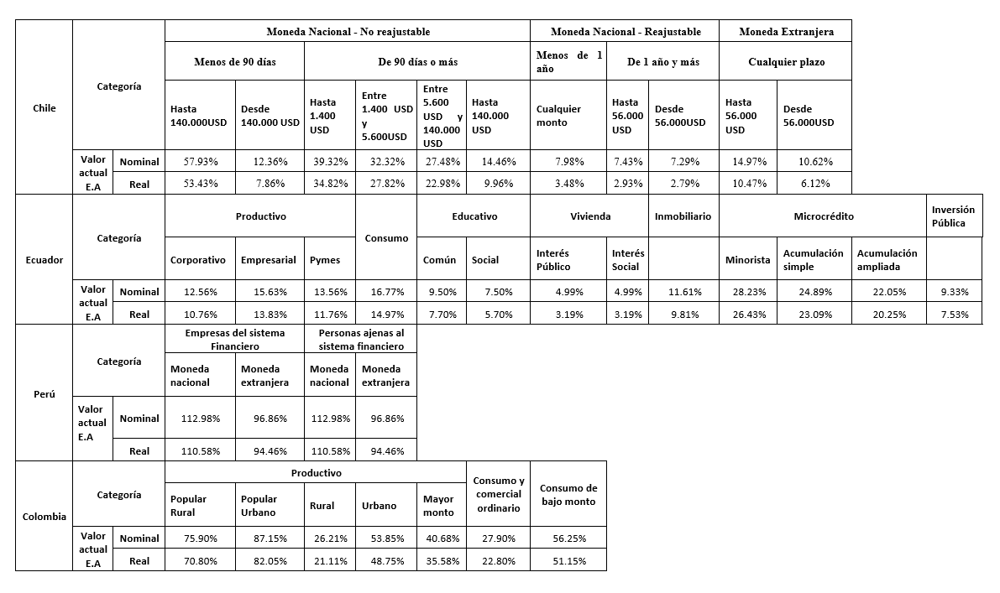 Chile
Categoría
Moneda Nacional - No reajustable
Moneda Nacional - Reajustable
Moneda Extranjera
Menos de 90 días
De 90 días o más
Menos de 1
año
De 1 año y más
Cualquier plazo
Hasta
140.000USD
Desde
140.000 USD
Hasta
1.400
USD
Entre
1.400 USD
y
5.600USD
Entre
5.600
USD y
140.000
USD
Hasta
140.000
USD
Cualquier
monto
Hasta
56.000
USD
Desde
56.000USD
Hasta
56.000
USD
Desde
56.000USD
Valor
actual
E.A
Nominal 57.93% 12.36% 39.32% 32.32% 27.48% 14.46% 7.98% 7.43% 7.29% 14.97% 10.62%
Real 53.43% 7.86% 34.82% 27.82% 22.98% 9.96% 3.48% 2.93% 2.79% 10.47% 6.12%
Ecuador
Categoría
Productivo
Consumo
Educativo
Vivienda
Inmobiliario
Microcrédito
Inversión
Pública
Corporativo
Empresarial
Pymes
Común
Social
Interés
Público
Interés
Social
Minorista
Acumulación
simple
Acumulación
ampliada
Valor
actual
E.A
Nominal 12.56% 15.63% 13.56% 16.77% 9.50% 7.50% 4.99% 4.99% 11.61% 28.23% 24.89% 22.05% 9.33%
Real 10.76% 13.83% 11.76% 14.97% 7.70% 5.70% 3.19% 3.19% 9.81% 26.43% 23.09% 20.25% 7.53%
Perú
Categoría
Empresas del sistema
Financiero
Personas ajenas al
sistema financiero
Moneda
nacional
Moneda
extranjera
Moneda
nacional
Moneda
extranjera
Valor
actual
E.A
Nominal 112.98% 96.86% 112.98% 96.86%
Real 110.58% 94.46% 110.58% 94.46%
Colombia
Categoría
Productivo
Consumo y
comercial
ordinario
Consumo de
bajo monto
Popular
Rural
Popular
Urbano
Rural
Urbano
Mayor
monto
Valor
actual
E.A
Nominal 75.90% 87.15% 26.21% 53.85% 40.68% 27.90% 56.25%
Real 70.80% 82.05% 21.11% 48.75% 35.58% 22.80% 51.15%